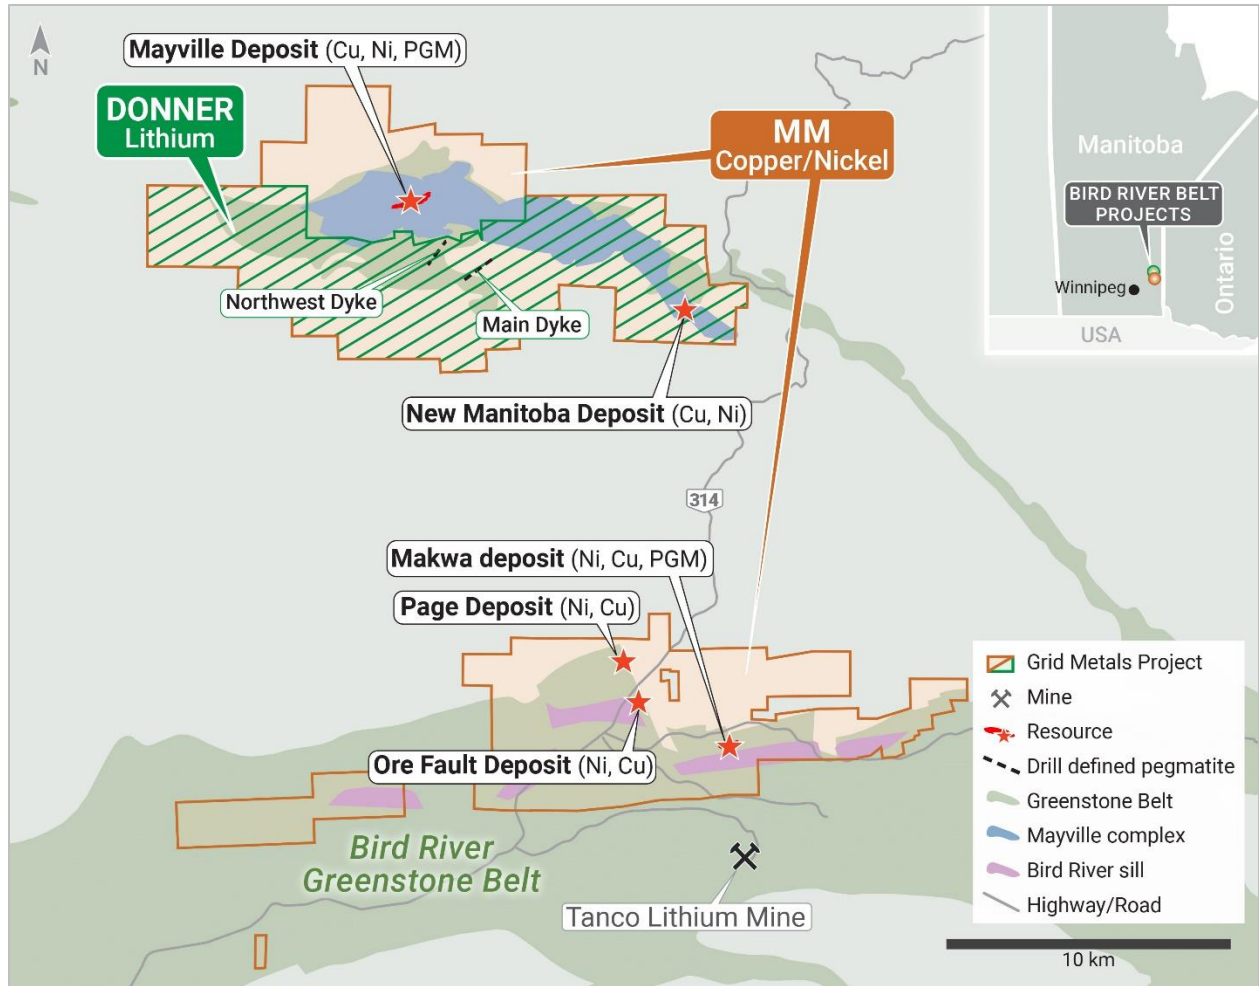 N
Mayville Deposit (Cu, Ni, PGM)
DONNER
Lithium
MM
Copper/Nickel
Manitoba
BIRD RIVER BELT
PROJECTS
Winnipeg
Ontario
USA
Northwest Dyke
Main Dyke
New Manitoba Deposit (Cu, Ni)
314
Makwa deposit (Ni, Cu, PGM)
Page Deposit (Ni, Cu)
Ore Fault Deposit (Ni, Cu)
Bird River
Greenstone Belt
Tanco Lithium Mine
Grid Metals Project
Mine
Resource
Drill defined pegmatite
Greenstone Belt
Mayville complex
Bird River sill
Highway/Road
10 km